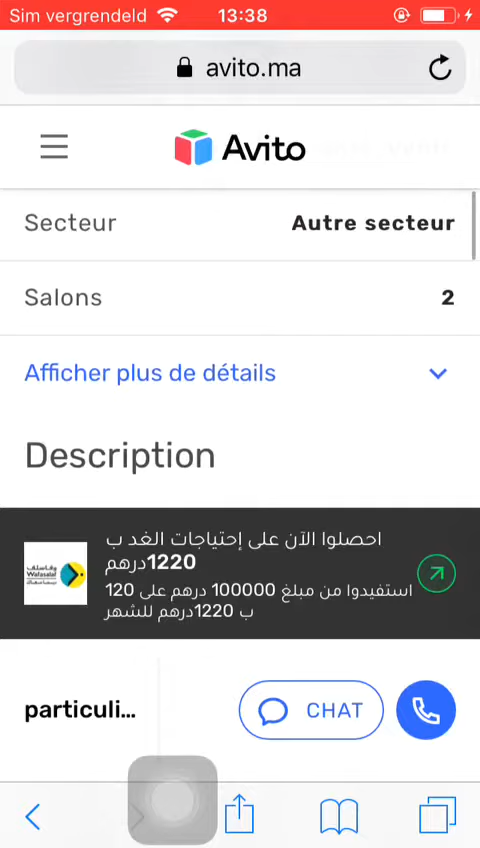 Sim vergrendeld 13:38
avito.ma
Avito
Secteur Autre secteur
Salons 2
Afficher plus de détails
Description
احصلوا الآن على إحتياجات الغد ب
1220درهم
استفيدوا من مبلغ 100000 درهم على 120
ب 1220درهم للشهر
وفاسلف
Wafasalaf
particuli...
CHAT